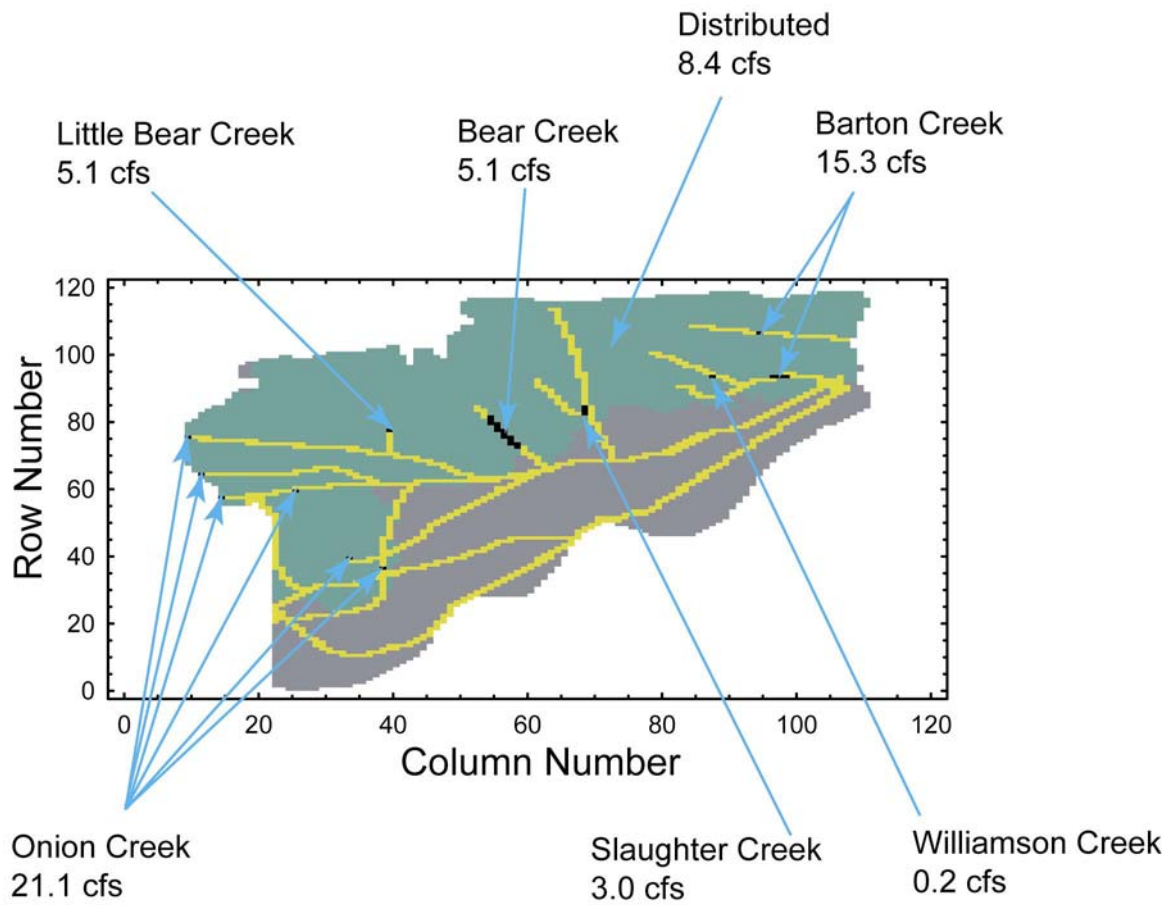 Distributed
8.4 cfs
Little Bear Creek
5.1 cfs
Bear Creek
5.1 cfs
Barton Creek
15.3 cfs
120
100
80
60
40
20
0
Row Number
0 20 40 60 80 100 120
Column Number
Onion Creek
21.1 cfs
Slaughter Creek
3.0 cfs
Williamson Creek
0.2 cfs